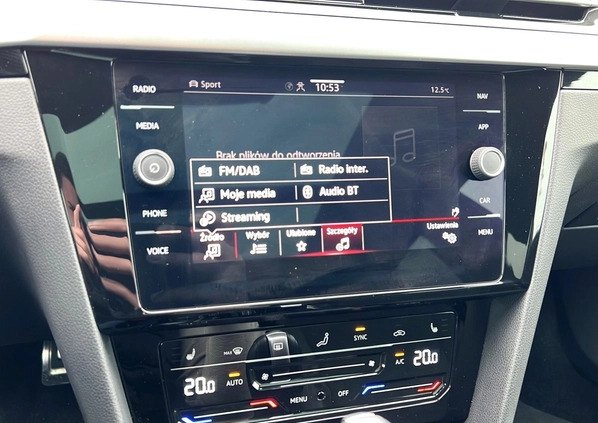 RADIO
Sport
10:53
12.5°C
NAV
MEDIA
APP
Brak plików do odtworzenia
FM/DAB
Radio inter.
Moje media
Audio BT
Streaming
PHONE
CAR
Źródło
Wybór
Ulubione
Szczegóły
Ustawienia
VOICE
MENU
MAX
SYNC
20.0
AUTO
A/C
20.0
MENU
OFF